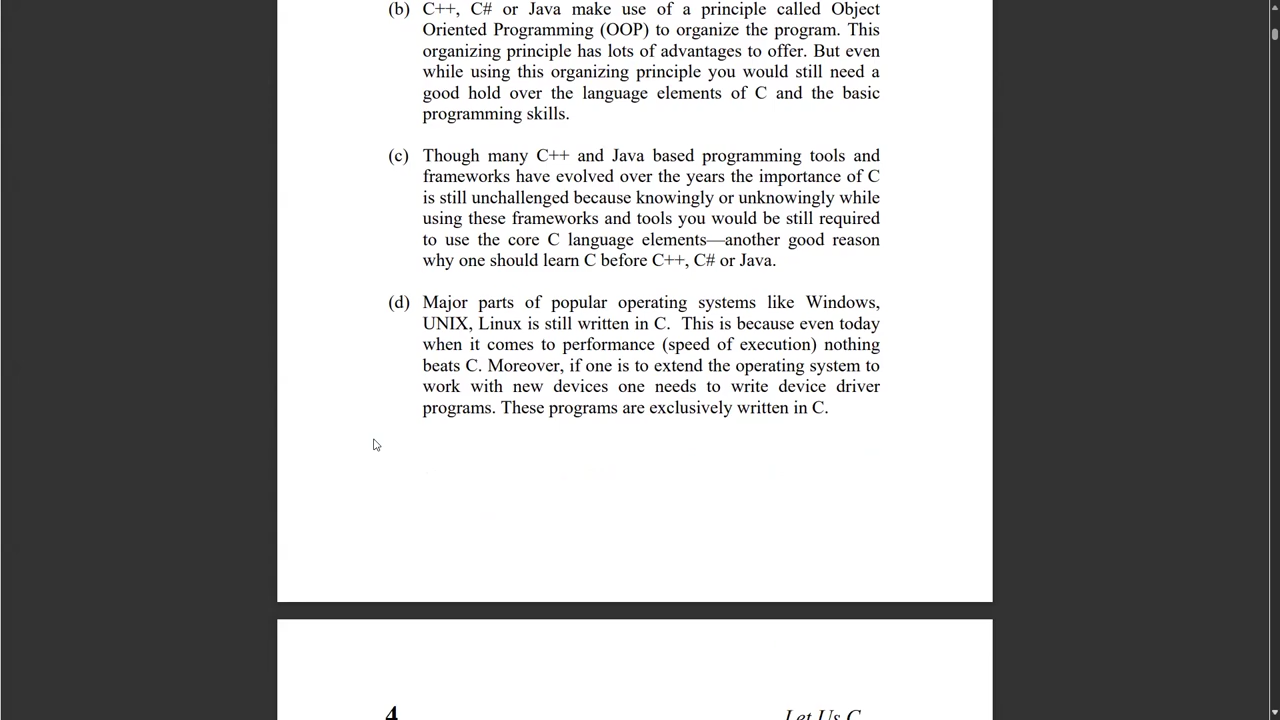 (b) C++, C# or Java make use of a principle called Object
Oriented Programming (OOP) to organize the program. This
organizing principle has lots of advantages to offer. But even
while using this organizing principle you would still need a
good hold over the language elements of C and the basic
programming skills.
(c) Though many C++ and Java based programming tools and
frameworks have evolved over the years the importance of C
is still unchallenged because knowingly or unknowingly while
using these frameworks and tools you would be still required
to use the core C language elements—another good reason
why one should learn C before C++, C# or Java.
(d) Major parts of popular operating systems like Windows,
UNIX, Linux is still written in C. This is because even today
when it comes to performance (speed of execution) nothing
beats C. Moreover, if one is to extend the operating system to
work with new devices one needs to write device driver
programs. These programs are exclusively written in C.
4 Let Us C